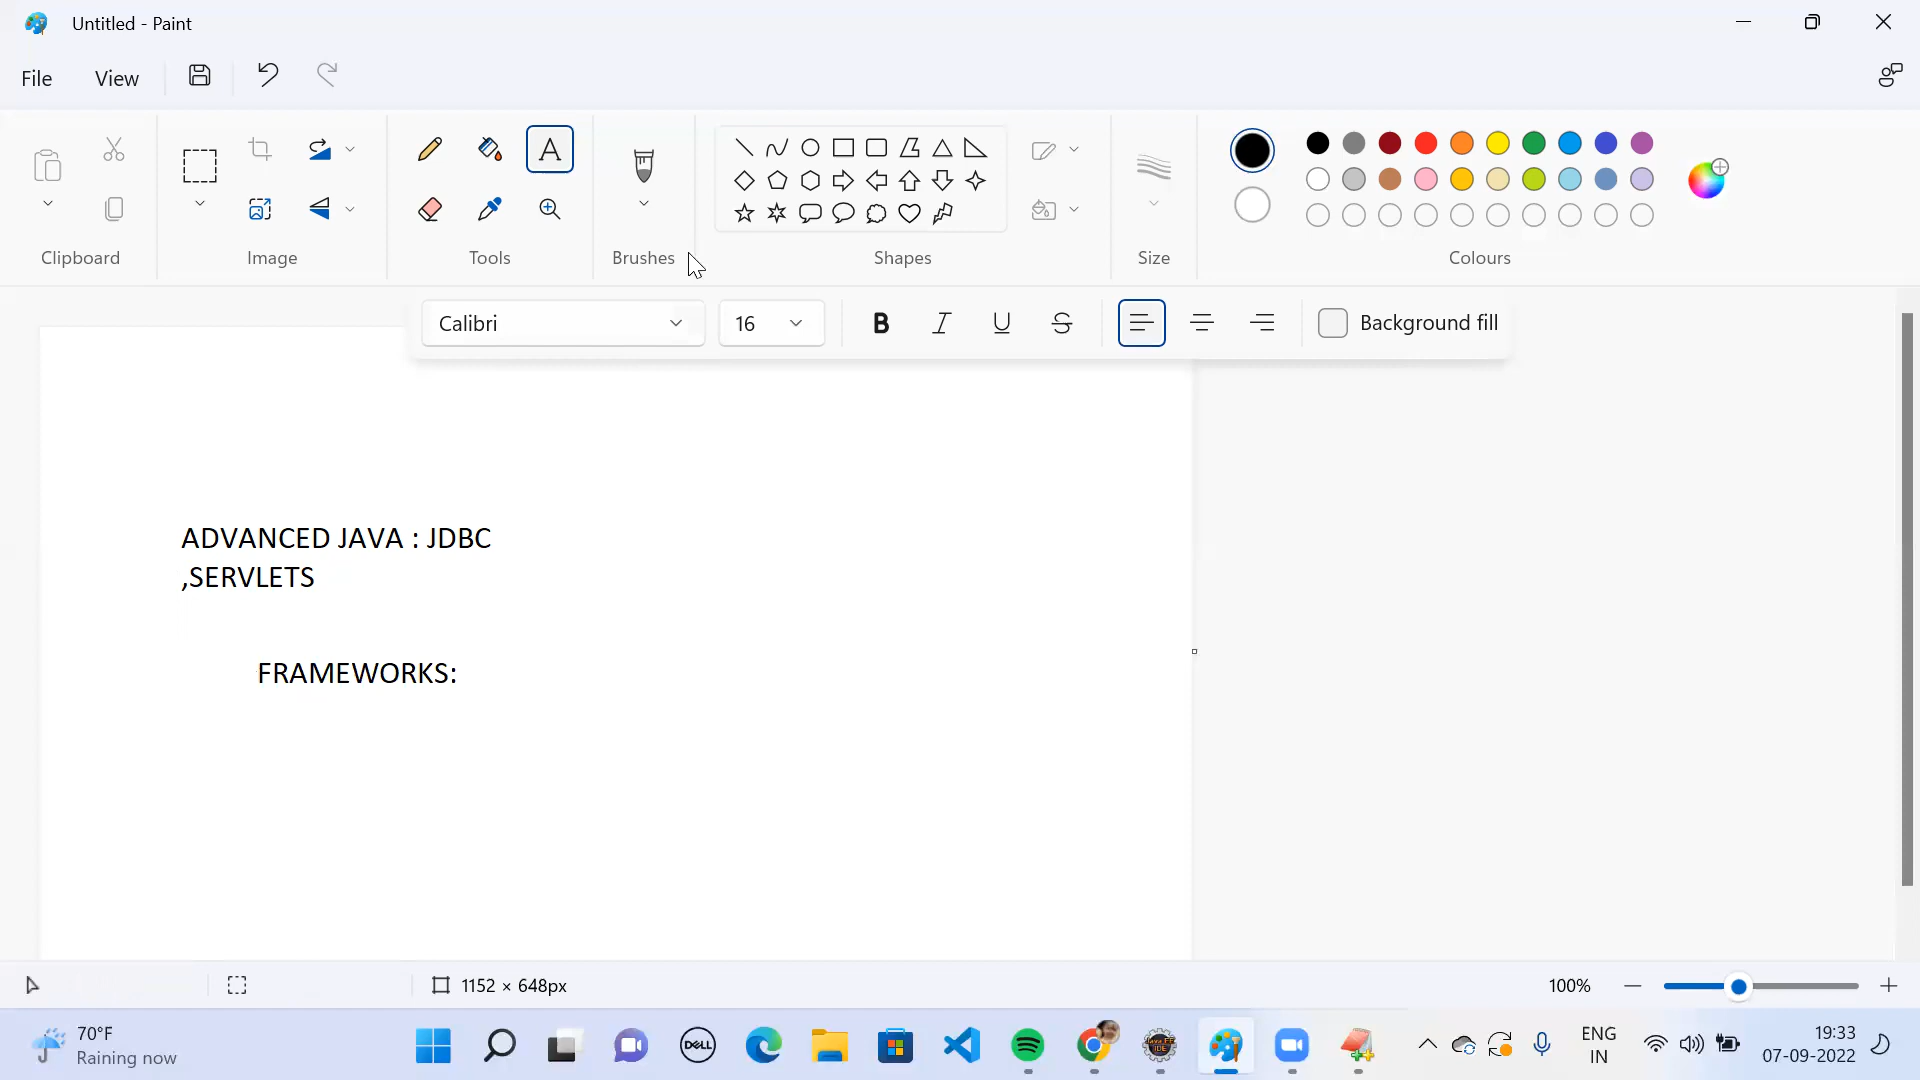 Untitled - Paint
File View
Clipboard Image Tools Brushes Shapes Size Colours
Calibri 16 B I U S Background fill
ADVANCED JAVA : JDBC
,SERVLETS
FRAMEWORKS:
1152 × 648px 100%
70°F
Raining now
DELL
ENG
IN
19:33
07-09-2022